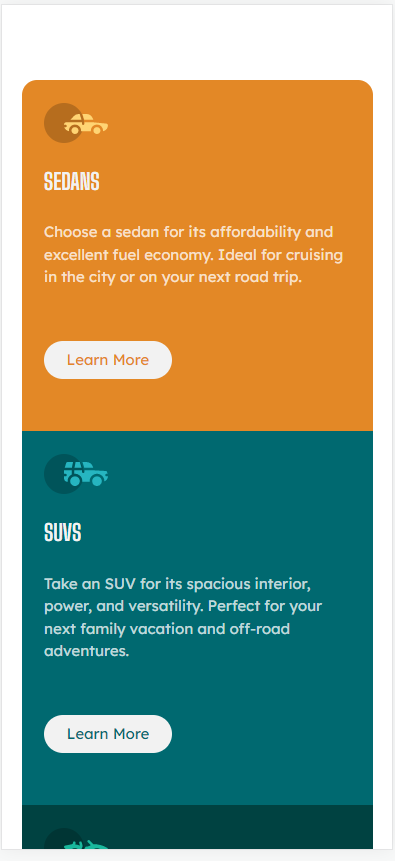 SEDANS
Choose a sedan for its affordability and
excellent fuel economy. Ideal for cruising
in the city or on your next road trip.
Learn More
SUVS
Take an SUV for its spacious interior,
power, and versatility. Perfect for your
next family vacation and off-road
adventures.
Learn More